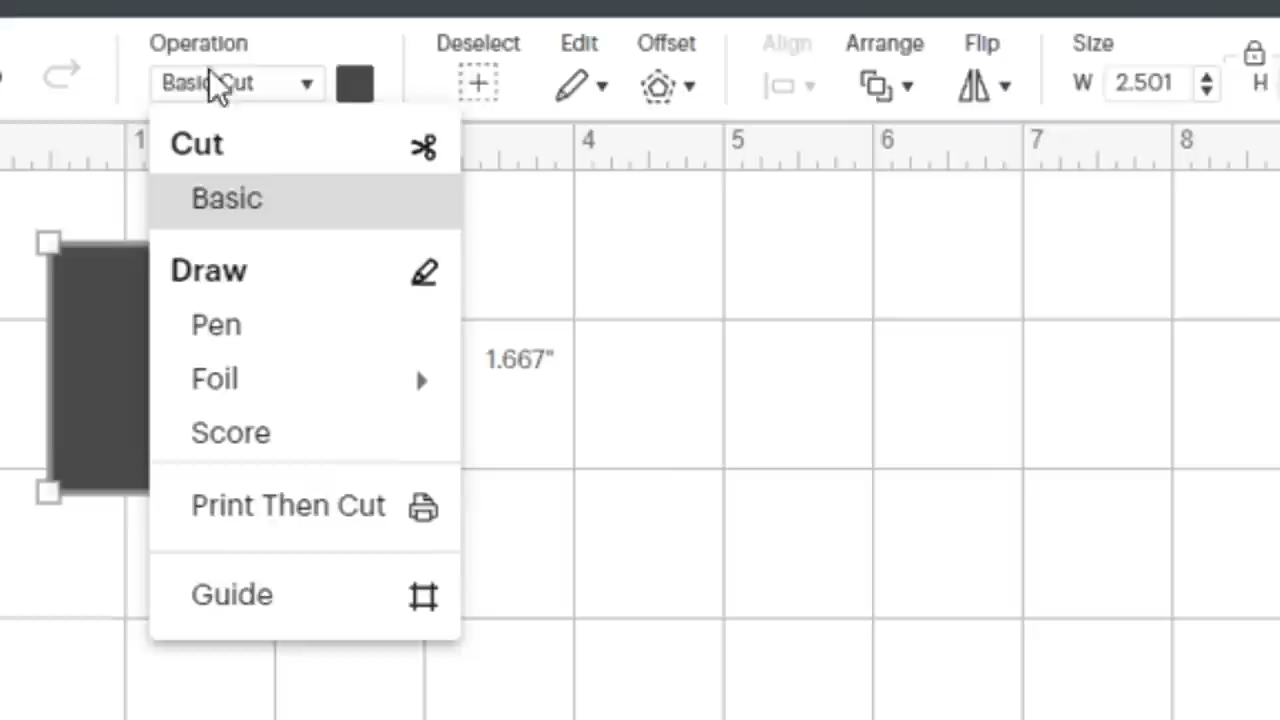 Operation
Deselect
Edit
Offset
Align
Arrange
Flip
Size
Basic Cut
W 2.501
H
1
4
5
6
7
8
Cut
Basic
Draw
Pen
1.667"
Foil
Score
Print Then Cut
Guide